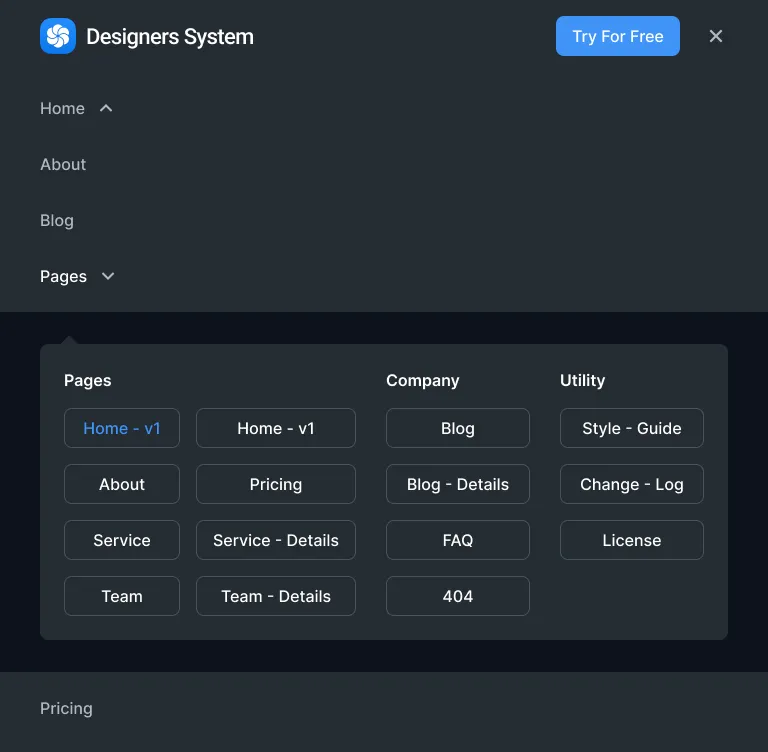 Designers System
Try For Free
Home
About
Blog
Pages
Pages
Company
Utility
Home - v1
Home - v1
Blog
Style - Guide
About
Pricing
Blog - Details
Change - Log
Service
Service - Details
FAQ
License
Team
Team - Details
404
Pricing